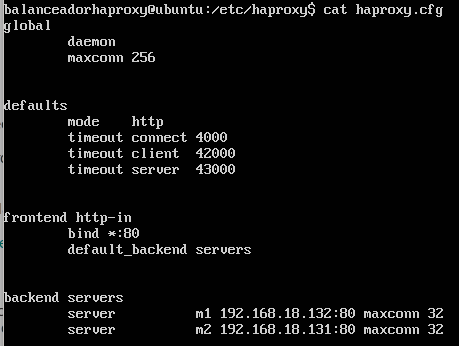 balanceadorhaproxy@ubuntu:/etc/haproxy$ cat haproxy.cfg
global
        daemon
        maxconn 256
defaults
        mode    http
        timeout connect 4000
        timeout client  42000
        timeout server  43000
frontend http-in
        bind *:80
        default_backend servers
backend servers
        server          m1 192.168.18.132:80 maxconn 32
        server          m2 192.168.18.131:80 maxconn 32